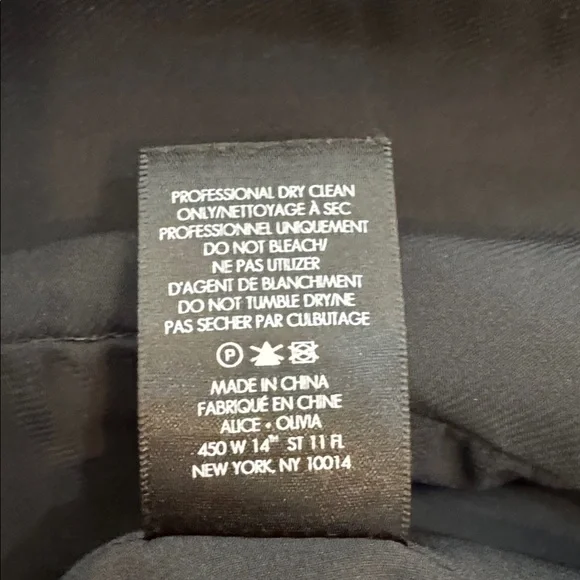 PROFESSIONAL DRY CLEAN
ONLY/NETTOYAGE À SEC
PROFESSIONNEL UNIQUEMENT
DO NOT BLEACH/
NE PAS UTILIZER
D'AGENT DE BLANCHIMENT
DO NOT TUMBLE DRY/NE
PAS SECHER PAR CULBUTAGE
P
MADE IN CHINA
FABRIQUÉ EN CHINE
ALICE • OLIVIA
450 W 14TH ST 11 FL
NEW YORK, NY 10014